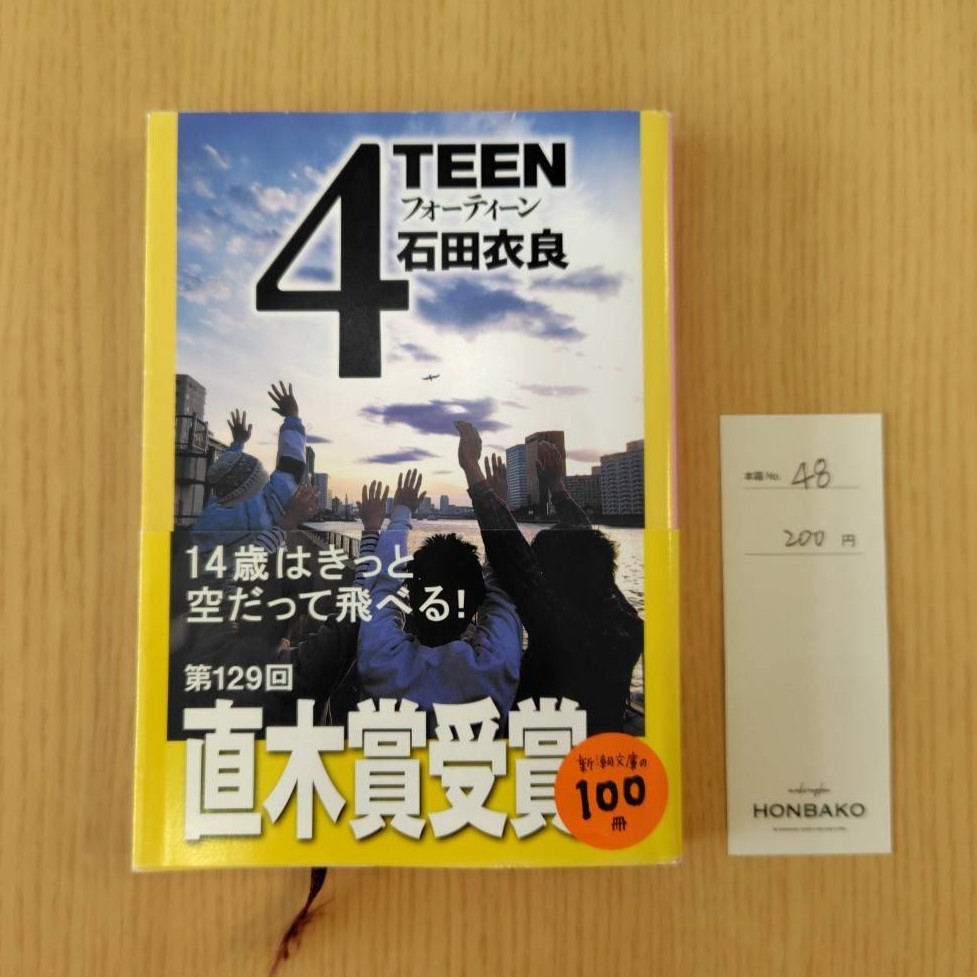 4TEEN
フォーティーン
石田衣良
14歳はきっと
空だって飛べる!
第129回
直木賞受賞
新潮文庫の
100
冊
本箱No. 48
200 円
HONBAKO